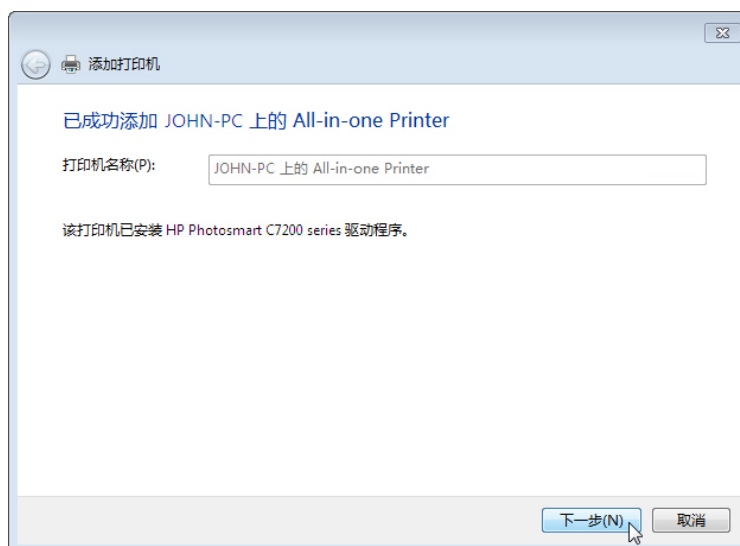 添加打印机
已成功添加 JOHN-PC 上的 All-in-one Printer
打印机名称(P):
JOHN-PC 上的 All-in-one Printer
该打印机已安装 HP Photosmart C7200 series 驱动程序。
下一步(N)
取消